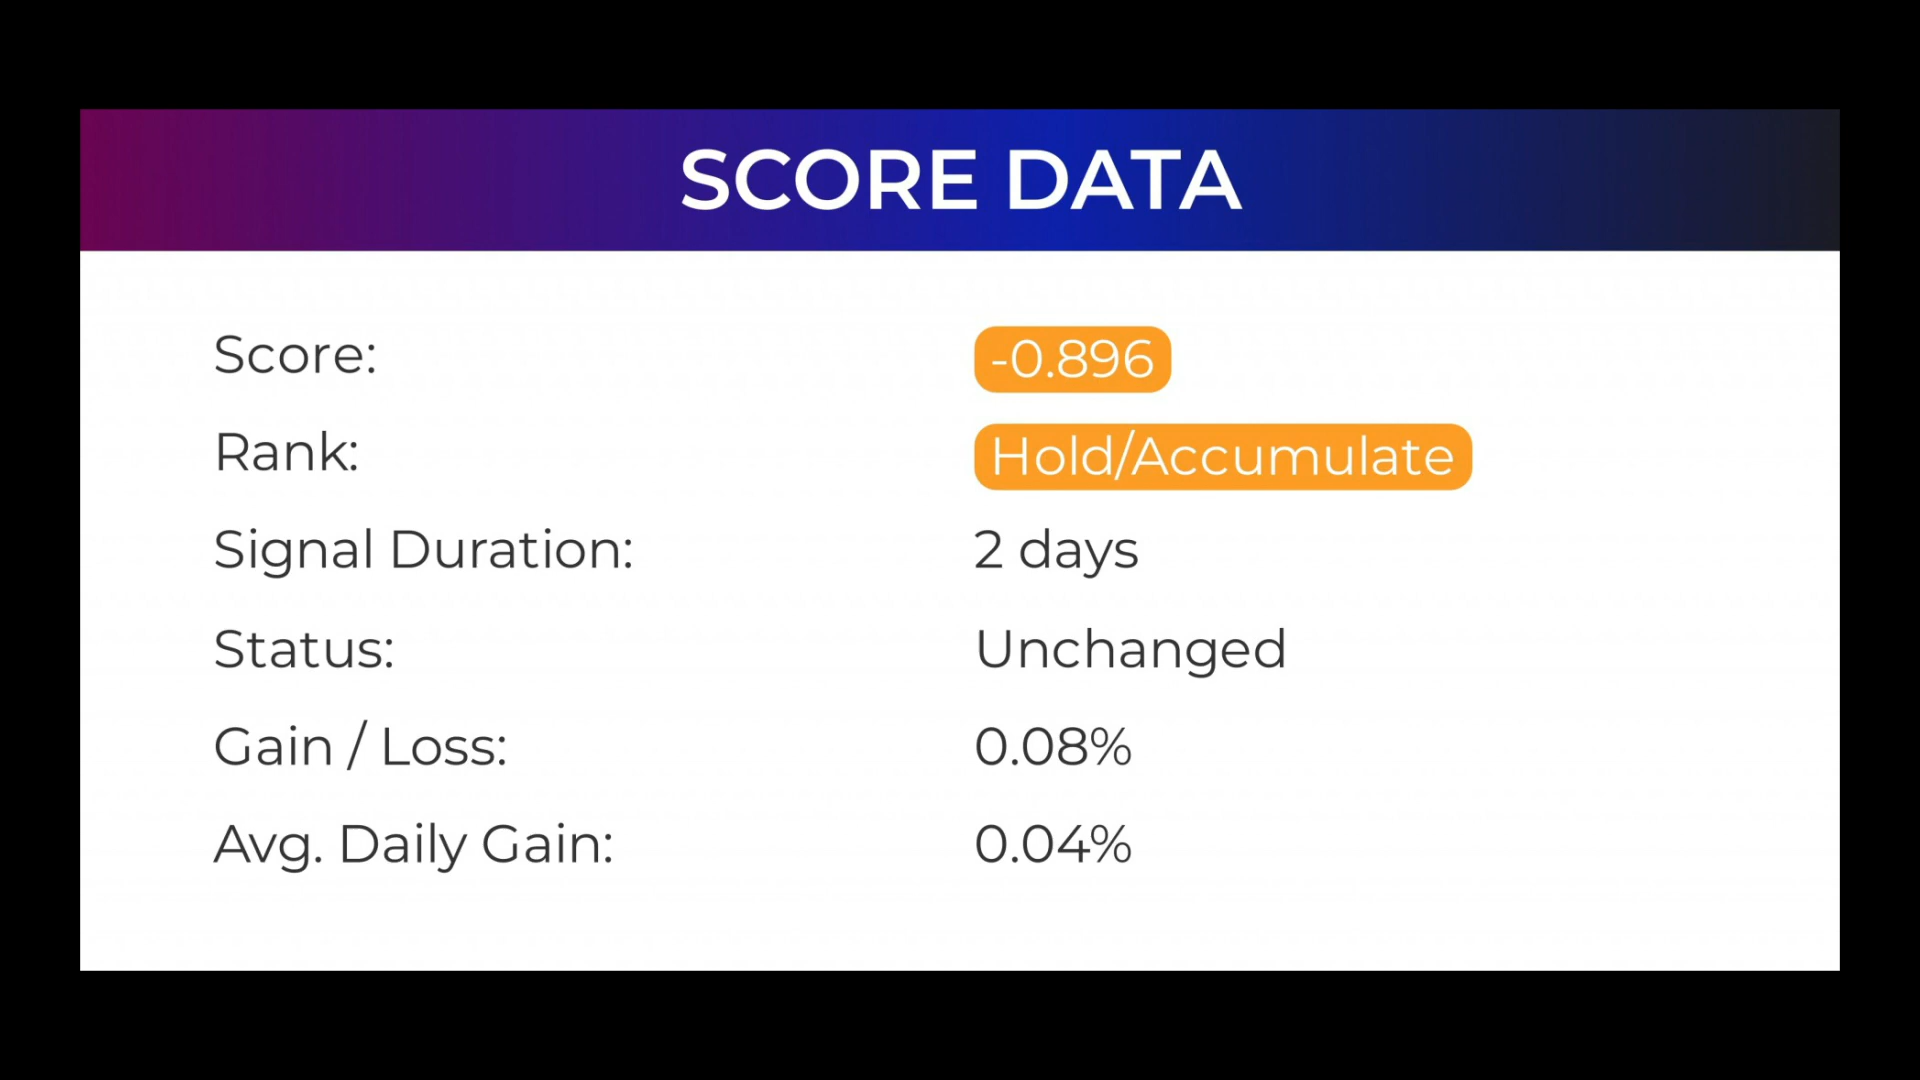 SCORE DATA
Score: -0.896
Rank: Hold/Accumulate
Signal Duration: 2 days
Status: Unchanged
Gain / Loss: 0.08%
Avg. Daily Gain: 0.04%